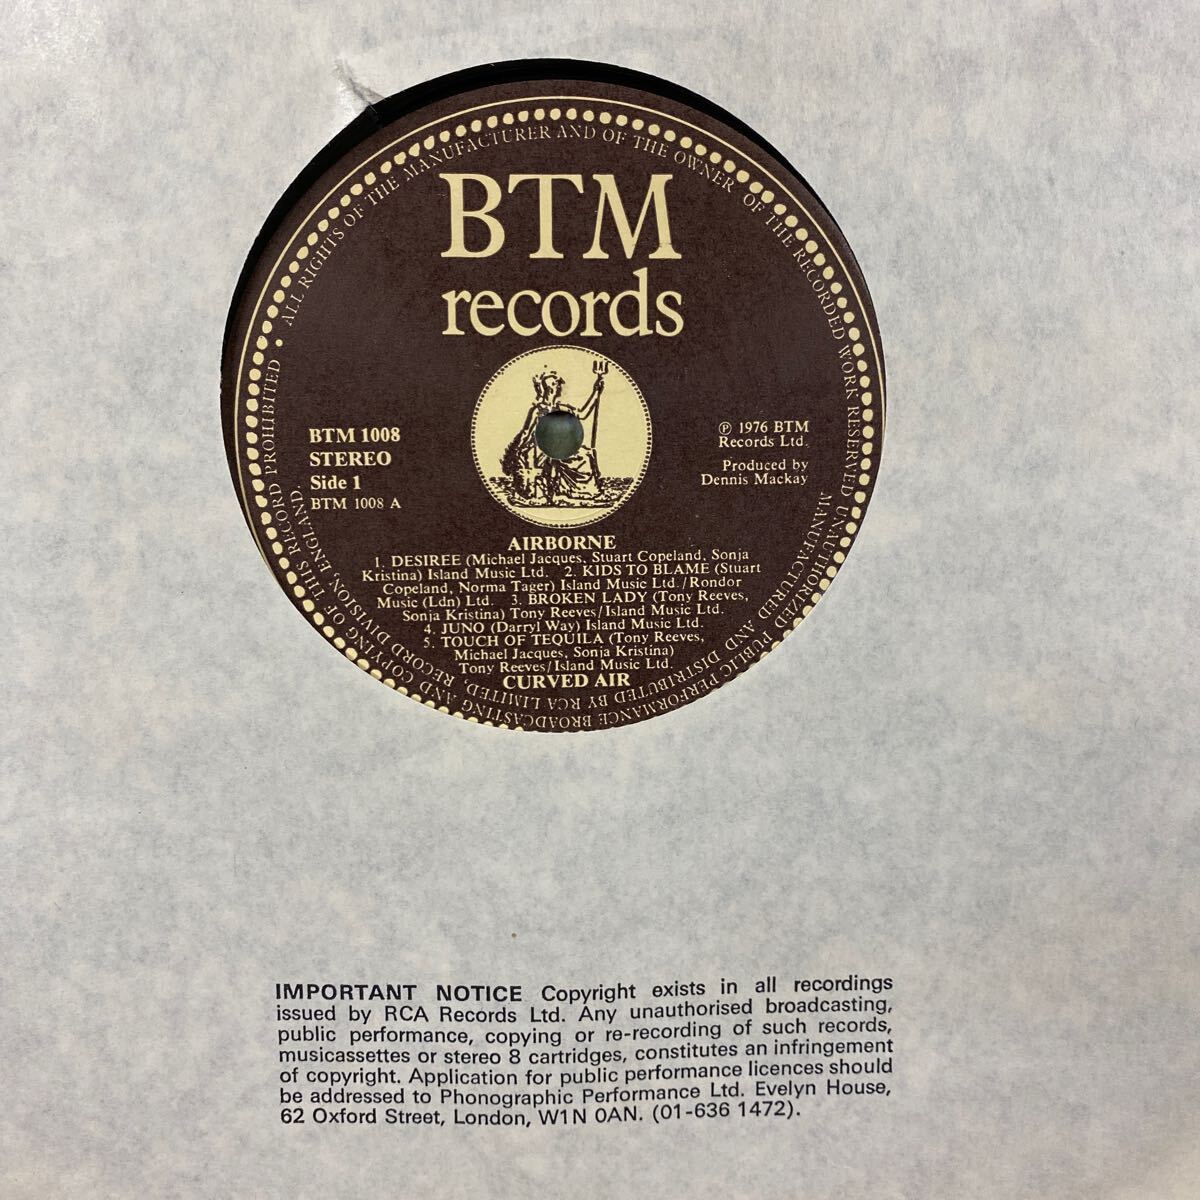 ALL RIGHTS OF THE MANUFACTURER AND OF THE OWNER OF THE RECORDED WORK RESERVED UNAUTHORIZED PUBLIC PERFORMANCE BROADCASTING AND COPYING OF THIS RECORD PROHIBITED •
MANUFACTURED AND DISTRIBUTED BY RCA LIMITED, RECORD DIVISION, ENGLAND.
BTM
records
BTM 1008
STEREO
Side 1
BTM 1008 A
℗ 1976 BTM
Records Ltd.
Produced by
Dennis Mackay
AIRBORNE
1. DESIREE (Michael Jacques, Stuart Copeland, Sonja
Kristina) Island Music Ltd. 2. KIDS TO BLAME (Stuart
Copeland, Norma Tager) Island Music Ltd./Rondor
Music (Ldn) Ltd. 3. BROKEN LADY (Tony Reeves,
Sonja Kristina) Tony Reeves/Island Music Ltd.
4. JUNO (Darryl Way) Island Music Ltd.
5. TOUCH OF TEQUILA (Tony Reeves,
Michael Jacques, Sonja Kristina)
Tony Reeves/Island Music Ltd.
CURVED AIR
IMPORTANT NOTICE Copyright exists in all recordings
issued by RCA Records Ltd. Any unauthorised broadcasting,
public performance, copying or re-recording of such records,
musicassettes or stereo 8 cartridges, constitutes an infringement
of copyright. Application for public performance licences should
be addressed to Phonographic Performance Ltd. Evelyn House,
62 Oxford Street, London, W1N 0AN. (01-636 1472).